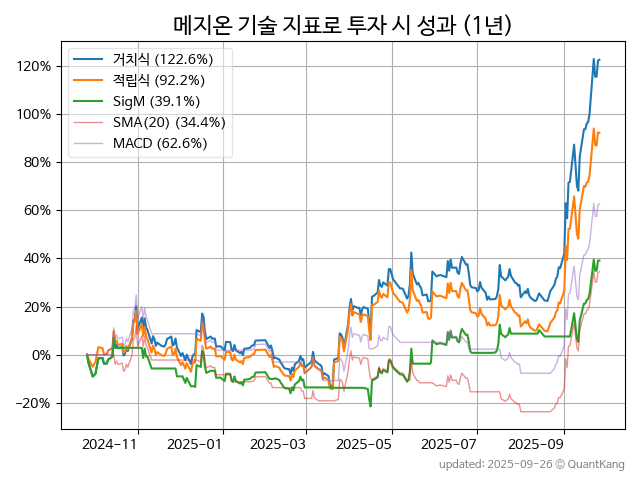 메지온 기술 지표로 투자 시 성과 (1년)
거치식 (122.6%)
적립식 (92.2%)
SigM (39.1%)
SMA(20) (34.4%)
MACD (62.6%)
120%
100%
80%
60%
40%
20%
0%
−20%
2024-11
2025-01
2025-03
2025-05
2025-07
2025-09
updated: 2025-09-26 ⓒ QuantKang